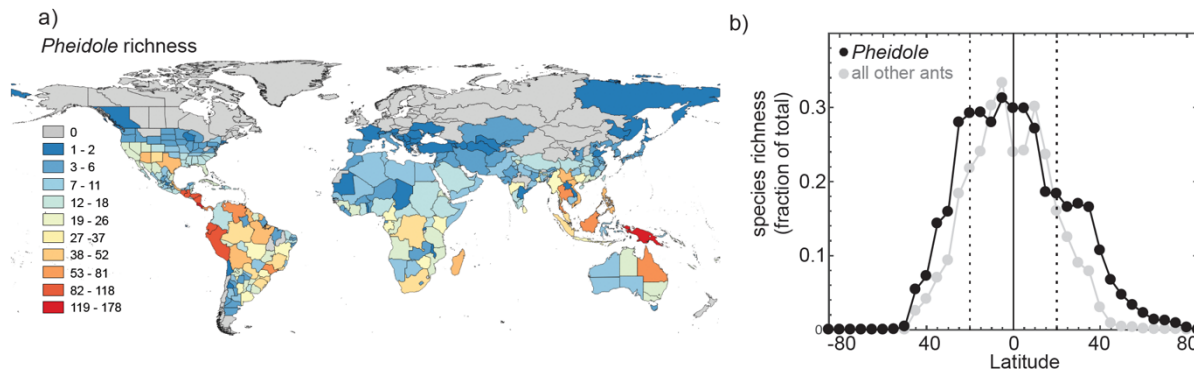 a)
Pheidole richness
0
1 - 2
3 - 6
7 - 11
12 - 18
19 - 26
27 -37
38 - 52
53 - 81
82 - 118
119 - 178
b)
Pheidole
all other ants
species richness
(fraction of total)
0.3
0.2
0.1
0
-80
40
0
40
80
Latitude